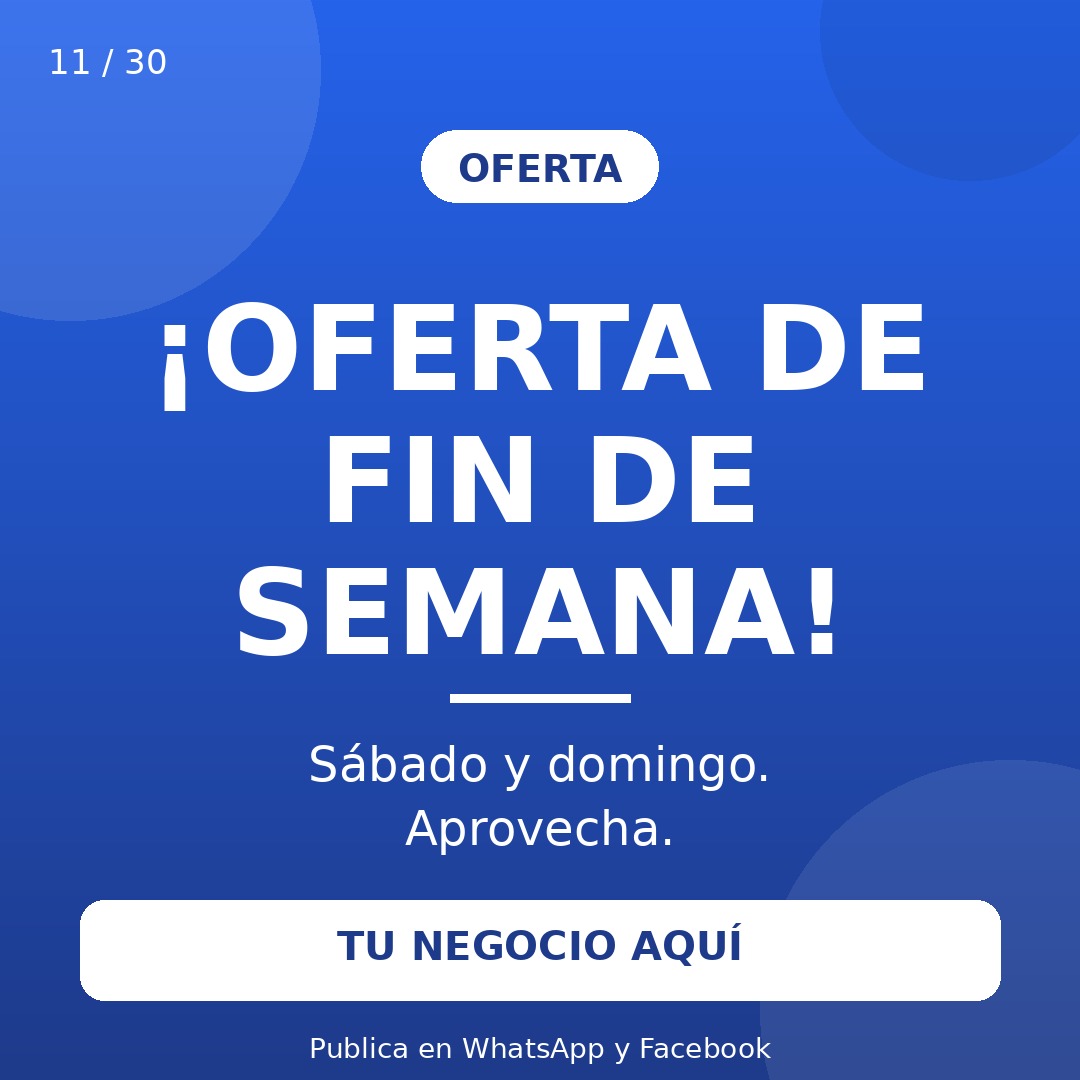 11 / 30
OFERTA
¡OFERTA DE
FIN DE
SEMANA!
Sábado y domingo.
Aprovecha.
TU NEGOCIO AQUÍ
Publica en WhatsApp y Facebook